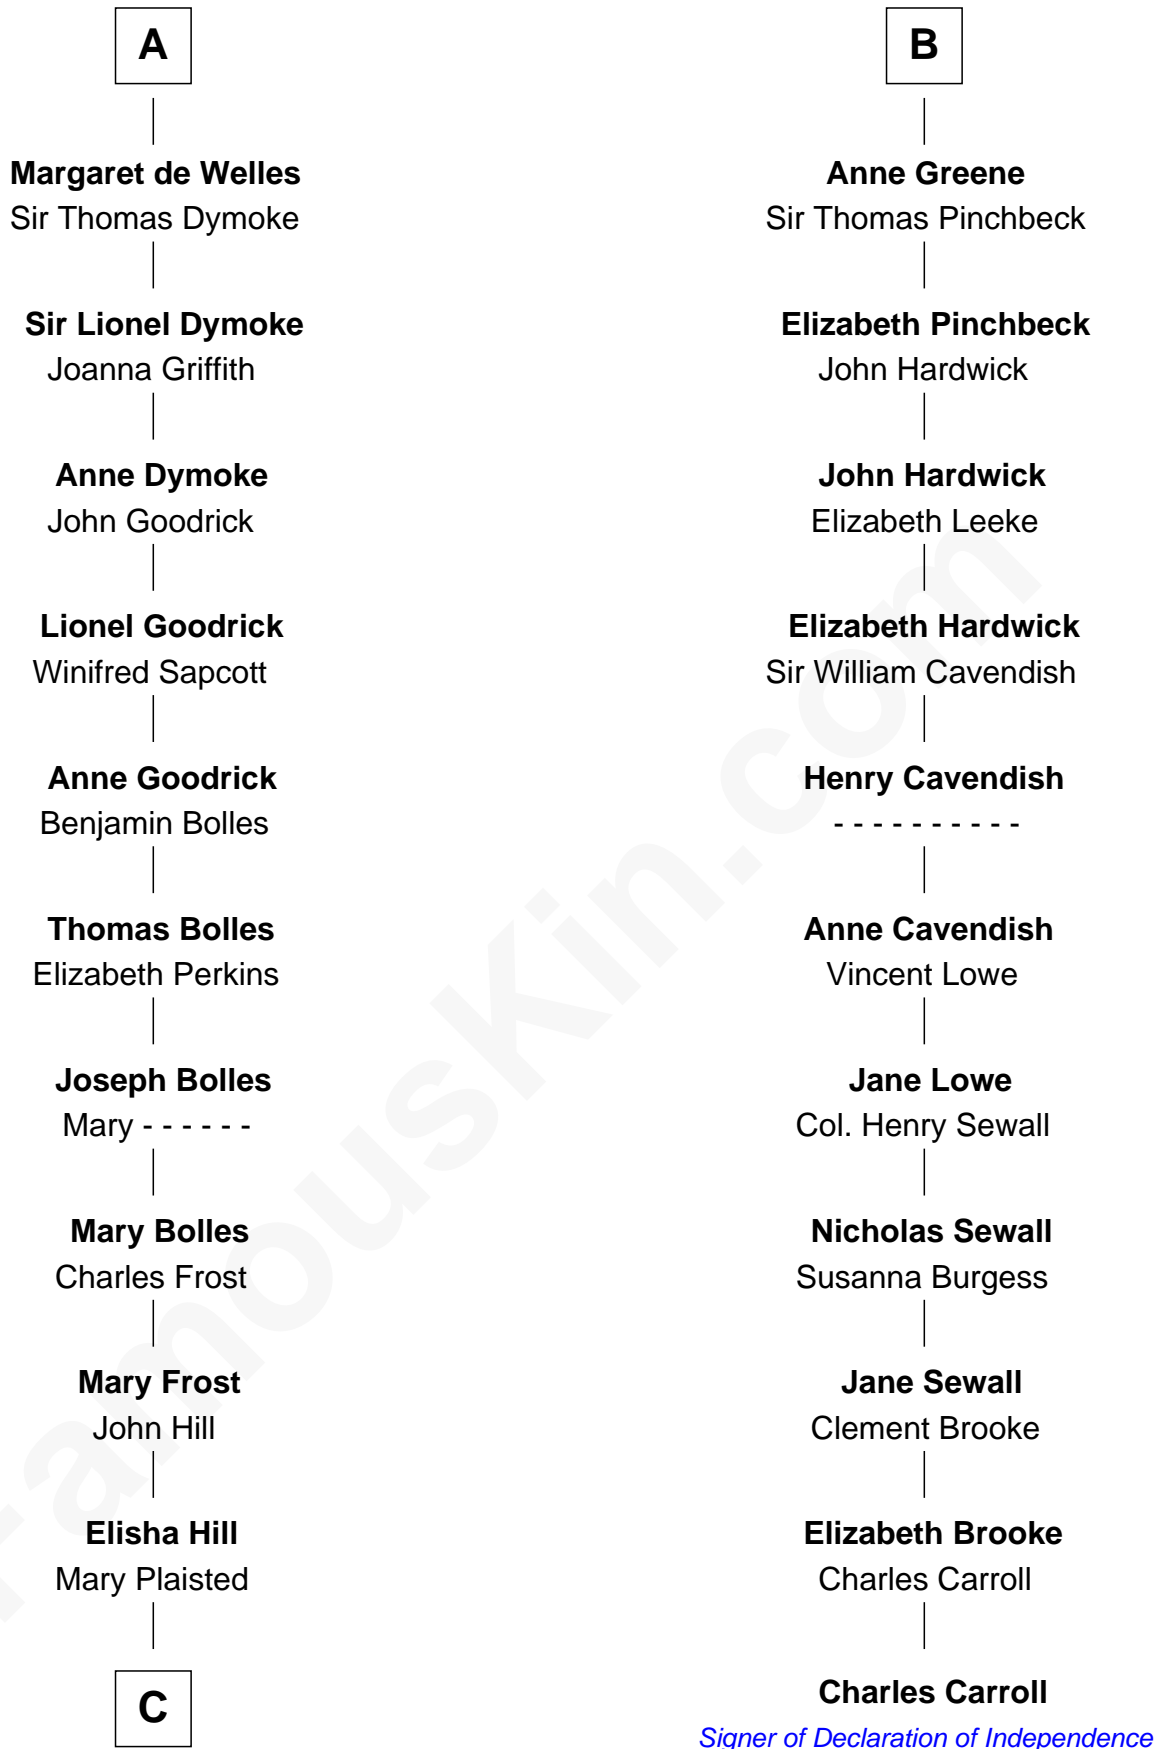 A
Margaret de Welles
Sir Thomas Dymoke
Sir Lionel Dymoke
Joanna Griffith
Anne Dymoke
John Goodrick
Lionel Goodrick
Winifred Sapcott
Anne Goodrick
Benjamin Bolles
Thomas Bolles
Elizabeth Perkins
Joseph Bolles
Mary - - - - - -
Mary Bolles
Charles Frost
Mary Frost
John Hill
Elisha Hill
Mary Plaisted
C
B
Anne Greene
Sir Thomas Pinchbeck
Elizabeth Pinchbeck
John Hardwick
John Hardwick
Elizabeth Leeke
Elizabeth Hardwick
Sir William Cavendish
Henry Cavendish
- - - - - - - - - -
Anne Cavendish
Vincent Lowe
Jane Lowe
Col. Henry Sewall
Nicholas Sewall
Susanna Burgess
Jane Sewall
Clement Brooke
Elizabeth Brooke
Charles Carroll
Charles Carroll
Signer of Declaration of Independence
FamousKin.com